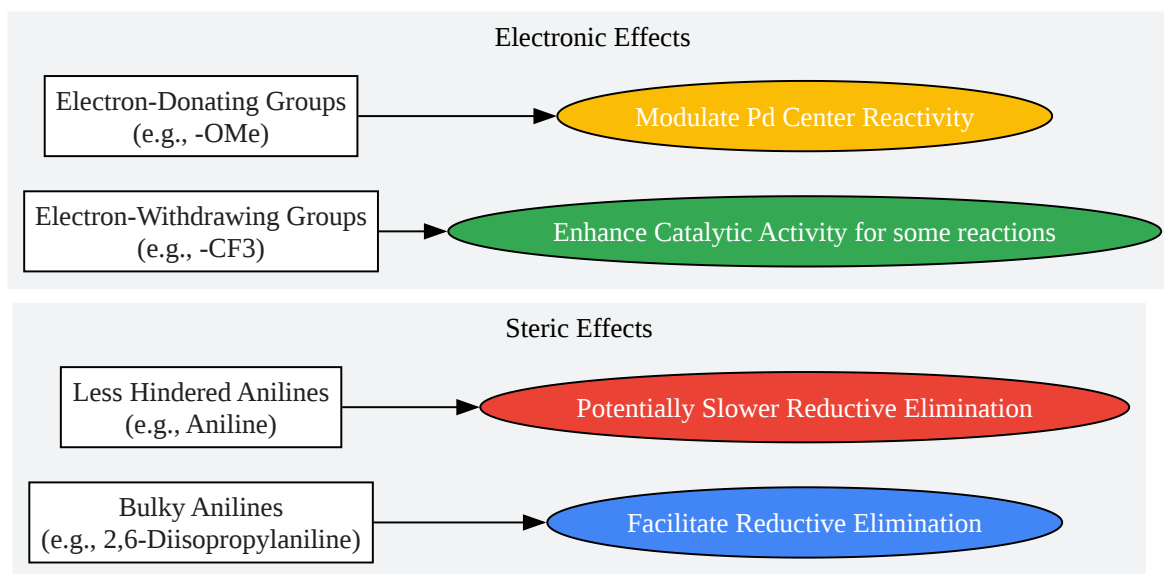 Electronic Effects
Electron-Donating Groups
(e.g., -OMe)
Modulate Pd Center Reactivity
Electron-Withdrawing Groups
(e.g., -CF3)
Enhance Catalytic Activity for some reactions
Steric Effects
Less Hindered Anilines
(e.g., Aniline)
Potentially Slower Reductive Elimination
Bulky Anilines
(e.g., 2,6-Diisopropylaniline)
Facilitate Reductive Elimination